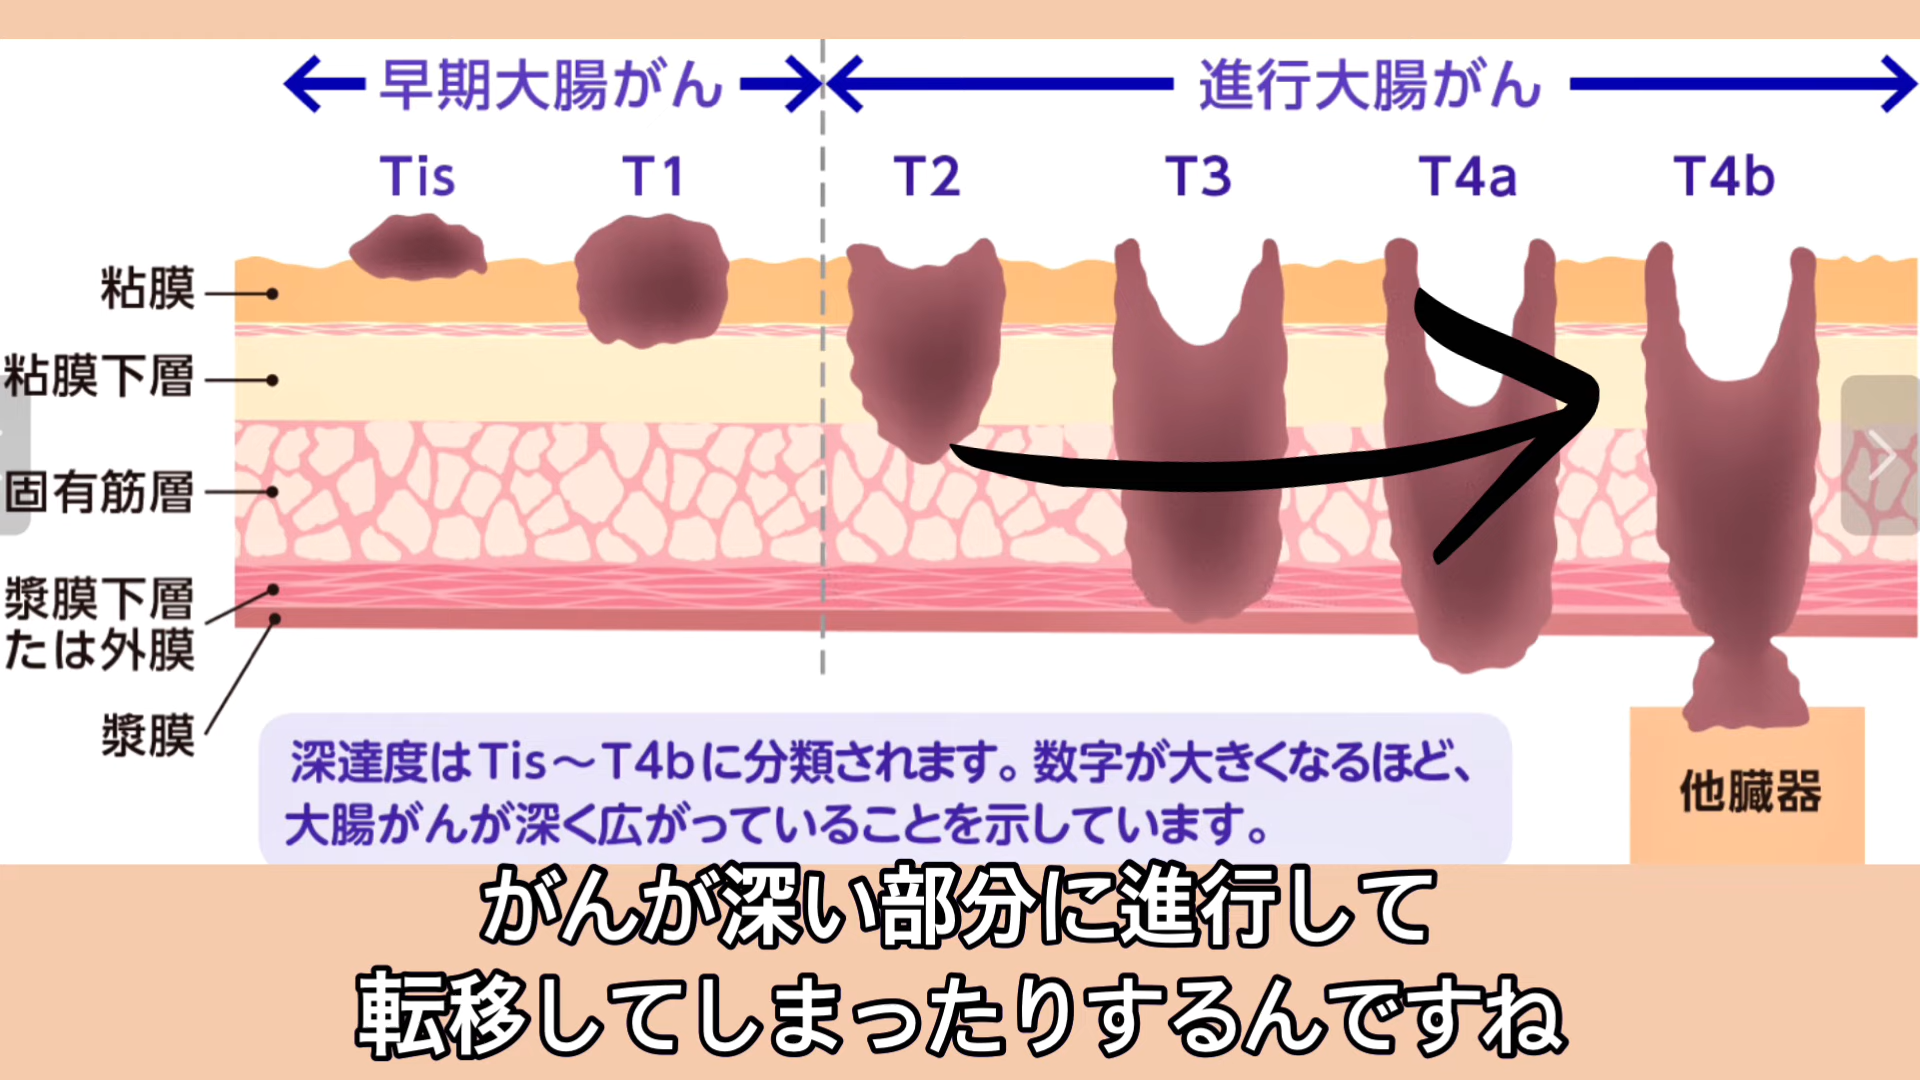 早期大腸がん 進行大腸がん
Tis T1 T2 T3 T4a T4b
粘膜
粘膜下層
固有筋層
漿膜下層
たは外膜
漿膜
他臓器
深達度はTis～T4bに分類されます。数字が大きくなるほど、
大腸がんが深く広がっていることを示しています。
がんが深い部分に進行して
転移してしまったりするんですね